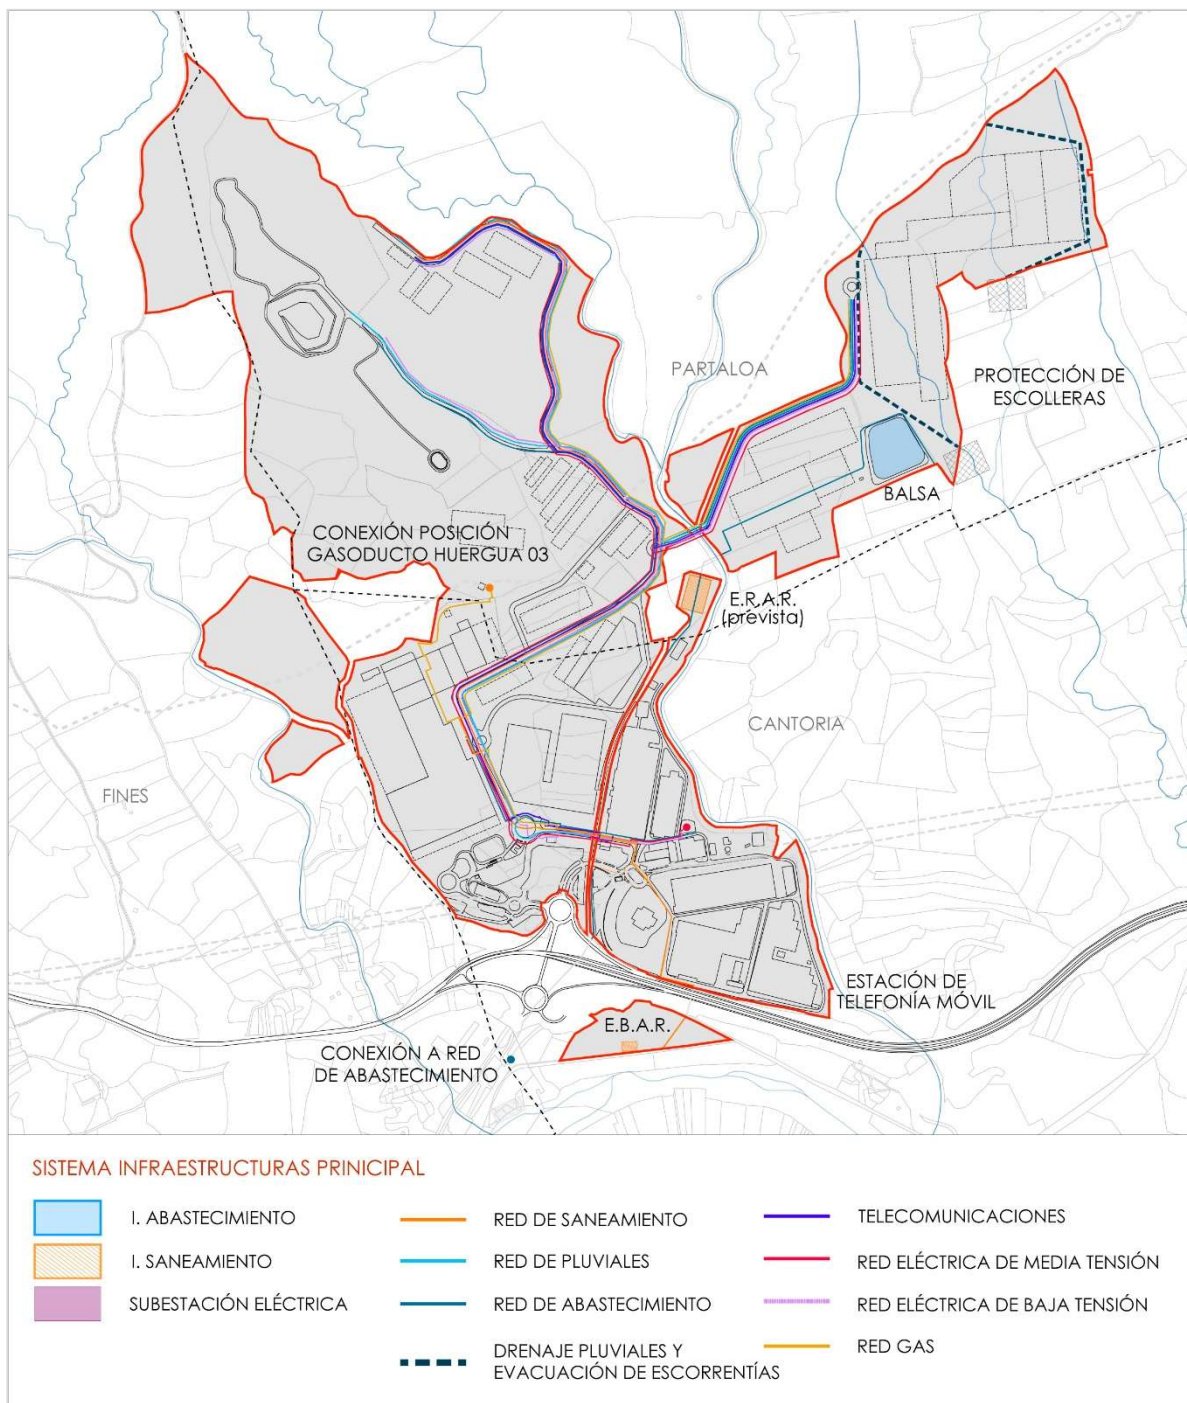 PARTALOA
PROTECCIÓN DE
ESCOLLERAS
BALSA
CONEXIÓN POSICIÓN
GASODUCTO HUERGUA 03
E.R.A.R.
(prevista)
CANTORIA
FINES
ESTACIÓN DE
TELEFONÍA MÓVIL
E.B.A.R.
CONEXIÓN A RED
DE ABASTECIMIENTO
SISTEMA INFRAESTRUCTURAS PRINICIPAL
I. ABASTECIMIENTO
I. SANEAMIENTO
SUBESTACIÓN ELÉCTRICA
RED DE SANEAMIENTO
RED DE PLUVIALES
RED DE ABASTECIMIENTO
DRENAJE PLUVIALES Y
EVACUACIÓN DE ESCORRENTÍAS
TELECOMUNICACIONES
RED ELÉCTRICA DE MEDIA TENSIÓN
RED ELÉCTRICA DE BAJA TENSIÓN
RED GAS